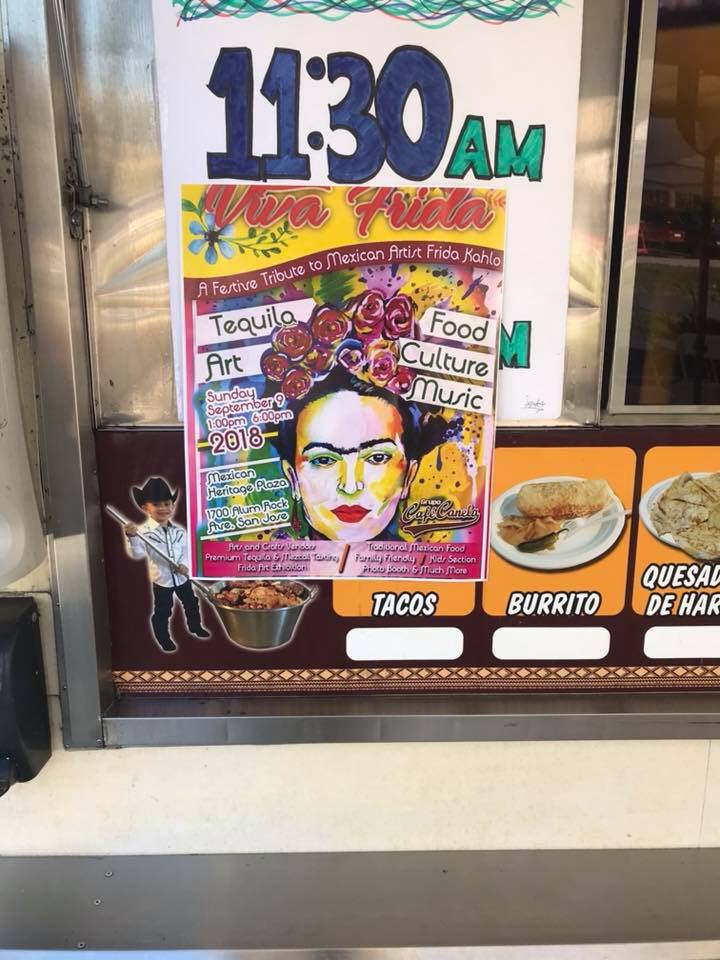 11:30 AM
Viva Frida
A Festive Tribute to Mexican Artist Frida Kahlo
Tequila
Food
Art
Culture
Music
Sunday
September 9
1:00pm 6:00pm
2018
Mexican
Heritage Plaza
1700 Alum Rock
Ave. San Jose
Grupo
Café Canela
Arts and Crafts Vendors
Premium Tequila & Mezcal Tasting
Frida Art Exhibition
Traditional Mexican Food
Family Friendly / Kids Section
Photo Booth & Much More
M
TACOS
BURRITO
QUESAD
DE HAR